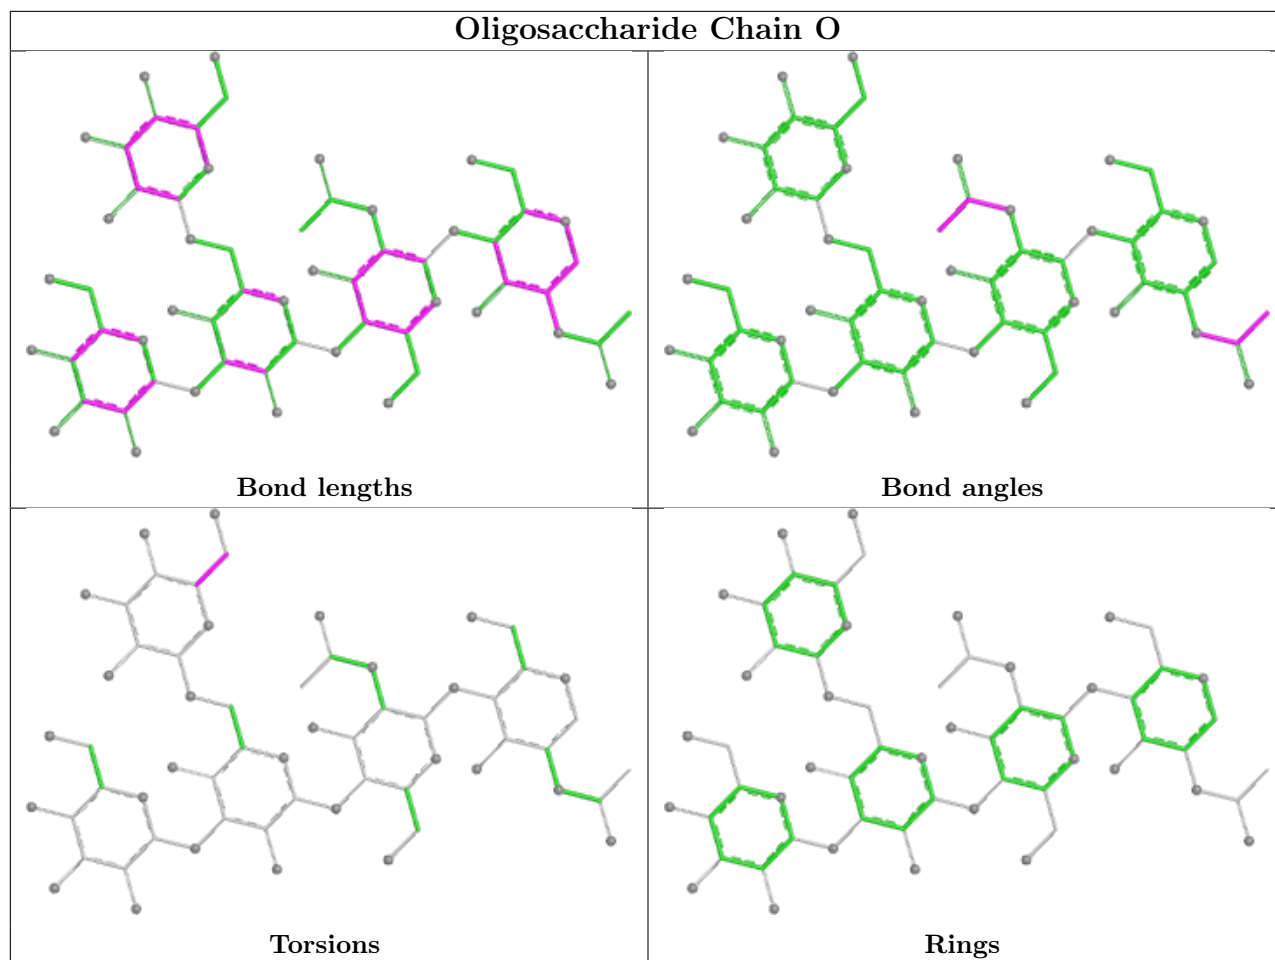 Oligosaccharide Chain O
Bond lengths
Bond angles
Torsions
Rings